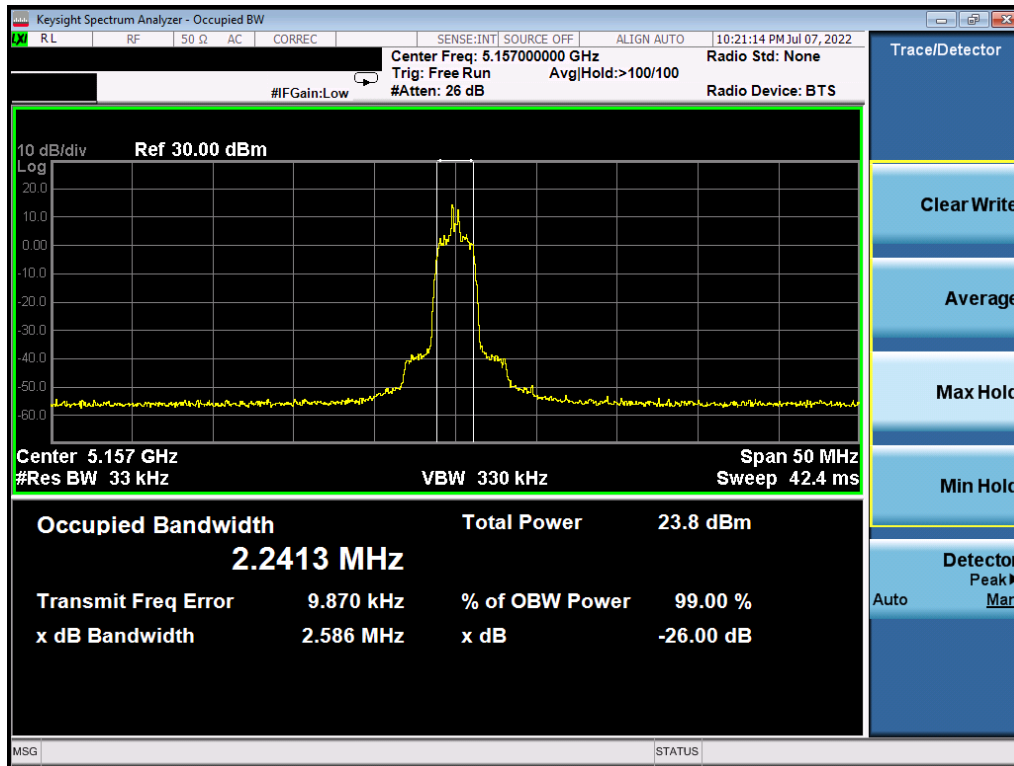 Keysight Spectrum Analyzer - Occupied BW
LXI RL RF 50 Ω AC CORREC SENSE:INT SOURCE OFF ALIGN AUTO 10:21:14 PM Jul 07, 2022
Center Freq: 5.157000000 GHz Radio Std: None
Trig: Free Run Avg|Hold:>100/100
#IFGain:Low #Atten: 26 dB Radio Device: BTS
10 dB/div Ref 30.00 dBm
Log
20.0
10.0
0.00
-10.0
-20.0
-30.0
-40.0
-50.0
-60.0
Center 5.157 GHz Span 50 MHz
#Res BW 33 kHz VBW 330 kHz Sweep 42.4 ms
Occupied Bandwidth Total Power 23.8 dBm
2.2413 MHz
Transmit Freq Error 9.870 kHz % of OBW Power 99.00 %
x dB Bandwidth 2.586 MHz x dB -26.00 dB
MSG STATUS
Trace/Detector
Clear Write
Average
Max Hold
Min Hold
Detector
Peak
Auto Man